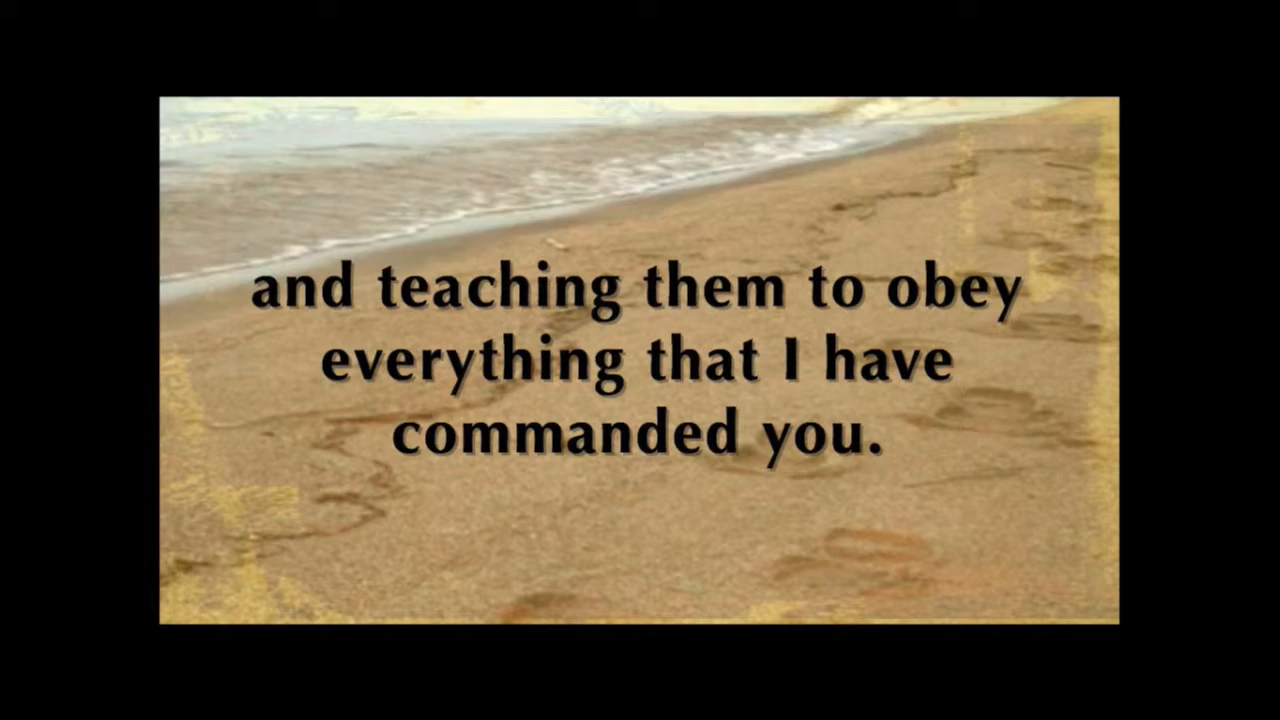 and teaching them to obey
everything that I have
commanded you.